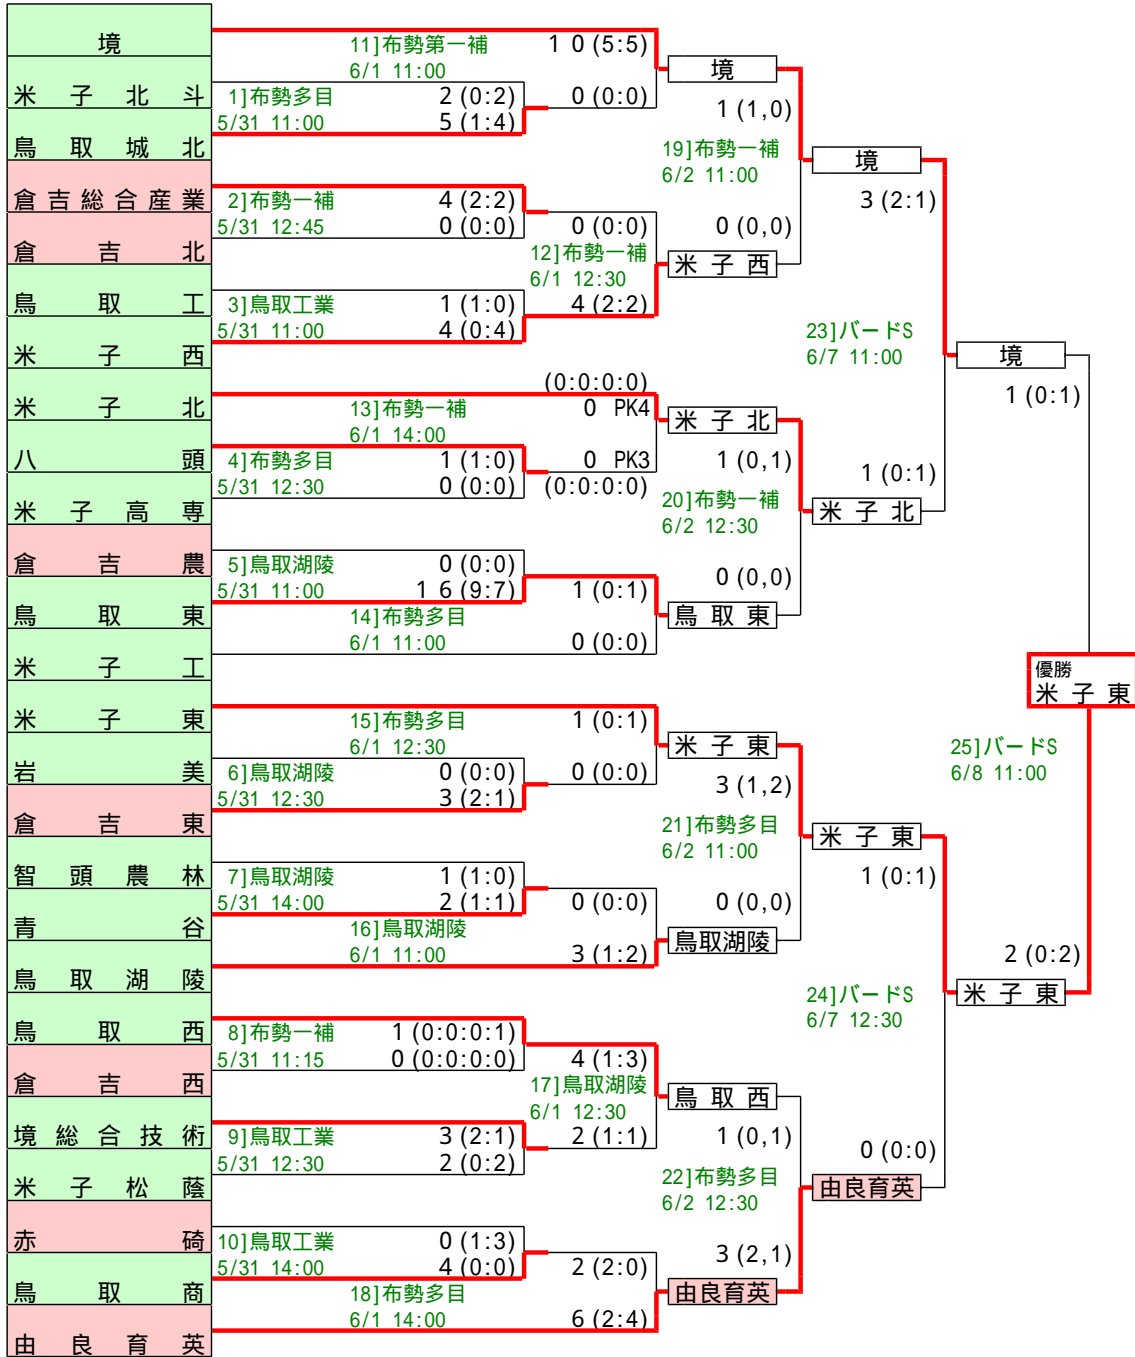 境
米子北斗
鳥取城北
倉吉総合産業
倉吉北
鳥取工
米子西
米子北
八頭
米子高専
倉吉農
鳥取東
米子工
米子東
岩美
倉吉東
智頭農林
青谷
鳥取湖陵
鳥取西
倉吉西
境総合技術
米子松蔭
赤碕
鳥取商
由良育英
11]布勢第一補 10(5:5)
6/1 11:00
1]布勢多目 2(0:2)
5/31 11:00 5(1:4)
0(0:0)
2]布勢一補 4(2:2)
5/31 12:45 0(0:0)
0(0:0)
12]布勢一補
6/1 12:30
4(2:2)
3]鳥取工業 1(1:0)
5/31 11:00 4(0:4)
(0:0:0:0)
13]布勢一補 0 PK4
6/1 14:00
4]布勢多目 1(1:0)
5/31 12:30 0(0:0)
0 PK3
(0:0:0:0)
5]鳥取湖陵 0(0:0)
5/31 11:00 16(9:7)
1(0:1)
14]布勢多目
6/1 11:00 0(0:0)
15]布勢多目 1(0:1)
6/1 12:30
6]鳥取湖陵 0(0:0)
5/31 12:30 3(2:1)
0(0:0)
7]鳥取湖陵 1(1:0)
5/31 14:00 2(1:1)
0(0:0)
16]鳥取湖陵
6/1 11:00 3(1:2)
8]布勢一補 1(0:0:0:1)
5/31 11:15 0(0:0:0:0)
4(1:3)
17]鳥取湖陵
6/1 12:30
2(1:1)
9]鳥取工業 3(2:1)
5/31 12:30 2(0:2)
10]鳥取工業 0(1:3)
5/31 14:00 4(0:0)
2(2:0)
18]布勢多目
6/1 14:00 6(2:4)
境
1(1,0)
19]布勢一補
6/2 11:00
0(0,0)
米子西
米子北
1(0,1)
20]布勢一補
6/2 12:30
0(0,0)
鳥取東
米子東
3(1,2)
21]布勢多目
6/2 11:00
0(0,0)
鳥取湖陵
鳥取西
1(0,1)
22]布勢多目
6/2 12:30
3(2,1)
由良育英
境
3(2:1)
23]バードS
6/7 11:00
1(0:1)
米子北
米子東
1(0:1)
24]バードS
6/7 12:30
0(0:0)
由良育英
境
1(0:1)
25]バードS
6/8 11:00
2(0:2)
米子東
優勝
米子東